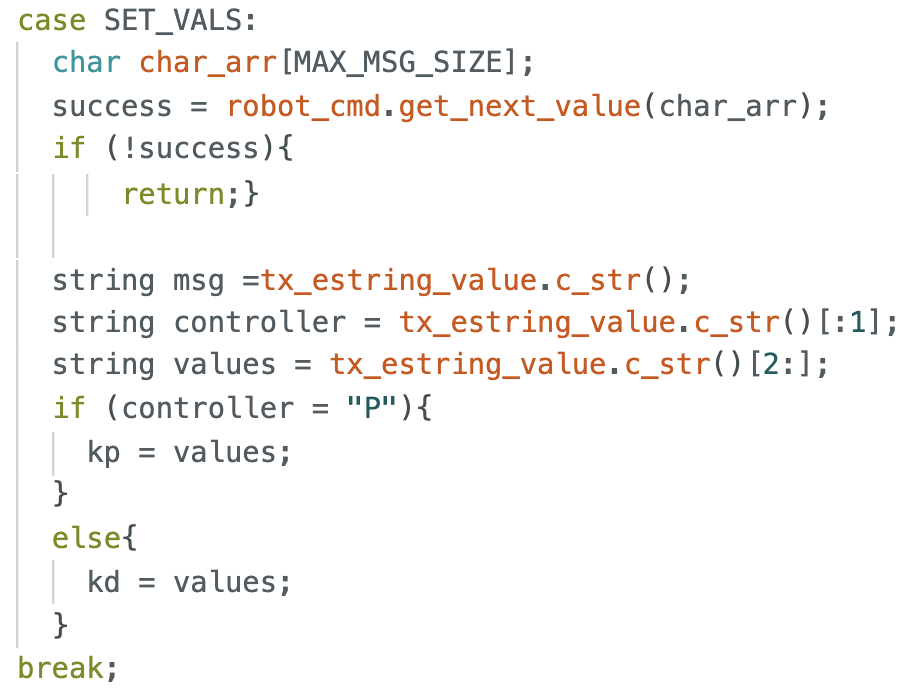 case SET_VALS:
char char_arr[MAX_MSG_SIZE];
success = robot_cmd.get_next_value(char_arr);
if (!success){
return;}
string msg =tx_estring_value.c_str();
string controller = tx_estring_value.c_str()[:1];
string values = tx_estring_value.c_str()[2:];
if (controller = "P"){
kp = values;
}
else{
kd = values;
}
break;